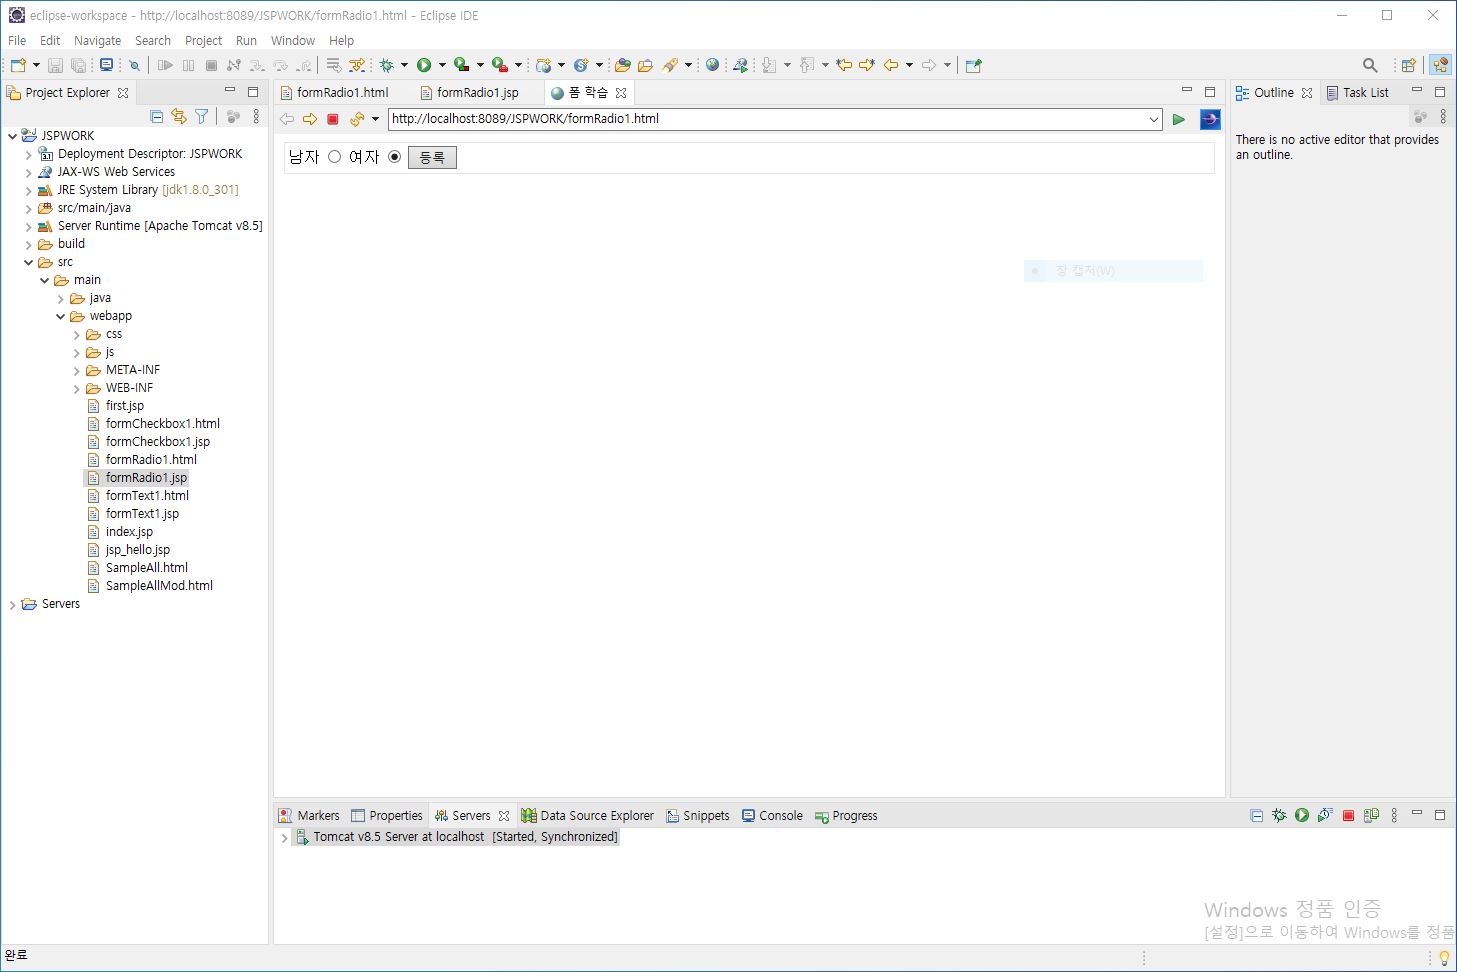 eclipse-workspace - http://localhost:8089/JSPWORK/formRadio1.html - Eclipse IDE
File Edit Navigate Search Project Run Window Help
Project Explorer
formRadio1.html formRadio1.jsp 폼 학습
Outline Task List
http://localhost:8089/JSPWORK/formRadio1.html
There is no active editor that provides
an outline.
남자 여자 등록
창 캡처(W)
JSPWORK
Deployment Descriptor: JSPWORK
JAX-WS Web Services
JRE System Library [jdk1.8.0_301]
src/main/java
Server Runtime [Apache Tomcat v8.5]
build
src
main
java
webapp
css
js
META-INF
WEB-INF
first.jsp
formCheckbox1.html
formCheckbox1.jsp
formRadio1.html
formRadio1.jsp
formText1.html
formText1.jsp
index.jsp
jsp_hello.jsp
SampleAll.html
SampleAllMod.html
Servers
Markers Properties Servers Data Source Explorer Snippets Console Progress
Tomcat v8.5 Server at localhost [Started, Synchronized]
Windows 정품 인증
[설정]으로 이동하여 Windows를 정품
완료